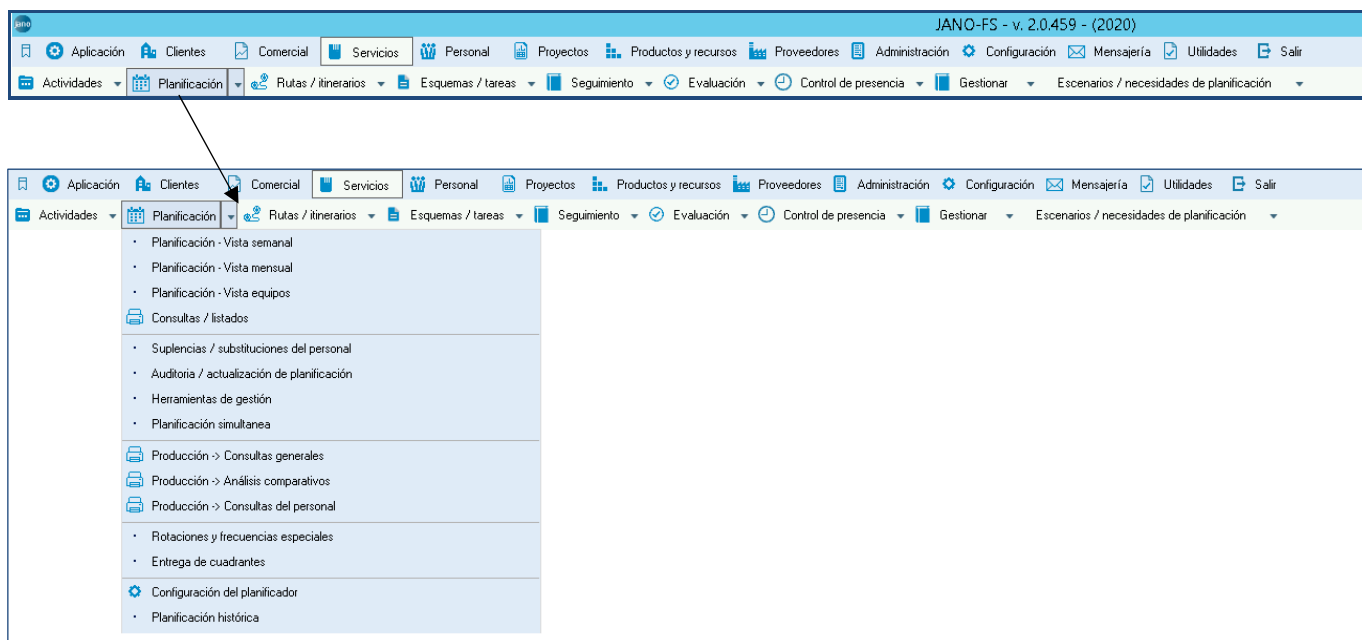 jano JANO-FS - v. 2.0.459 - (2020)
Aplicación Clientes Comercial Servicios Personal Proyectos Productos y recursos Proveedores Administración Configuración Mensajería Utilidades Salir
Actividades Planificación Rutas / itinerarios Esquemas / tareas Seguimiento Evaluación Control de presencia Gestionar Escenarios / necesidades de planificación
Aplicación Clientes Comercial Servicios Personal Proyectos Productos y recursos Proveedores Administración Configuración Mensajería Utilidades Salir
Actividades Planificación Rutas / itinerarios Esquemas / tareas Seguimiento Evaluación Control de presencia Gestionar Escenarios / necesidades de planificación
Planificación - Vista semanal
Planificación - Vista mensual
Planificación - Vista equipos
Consultas / listados
Suplencias / substituciones del personal
Auditoria / actualización de planificación
Herramientas de gestión
Planificación simultanea
Producción -> Consultas generales
Producción -> Análisis comparativos
Producción -> Consultas del personal
Rotaciones y frecuencias especiales
Entrega de cuadrantes
Configuración del planificador
Planificación histórica